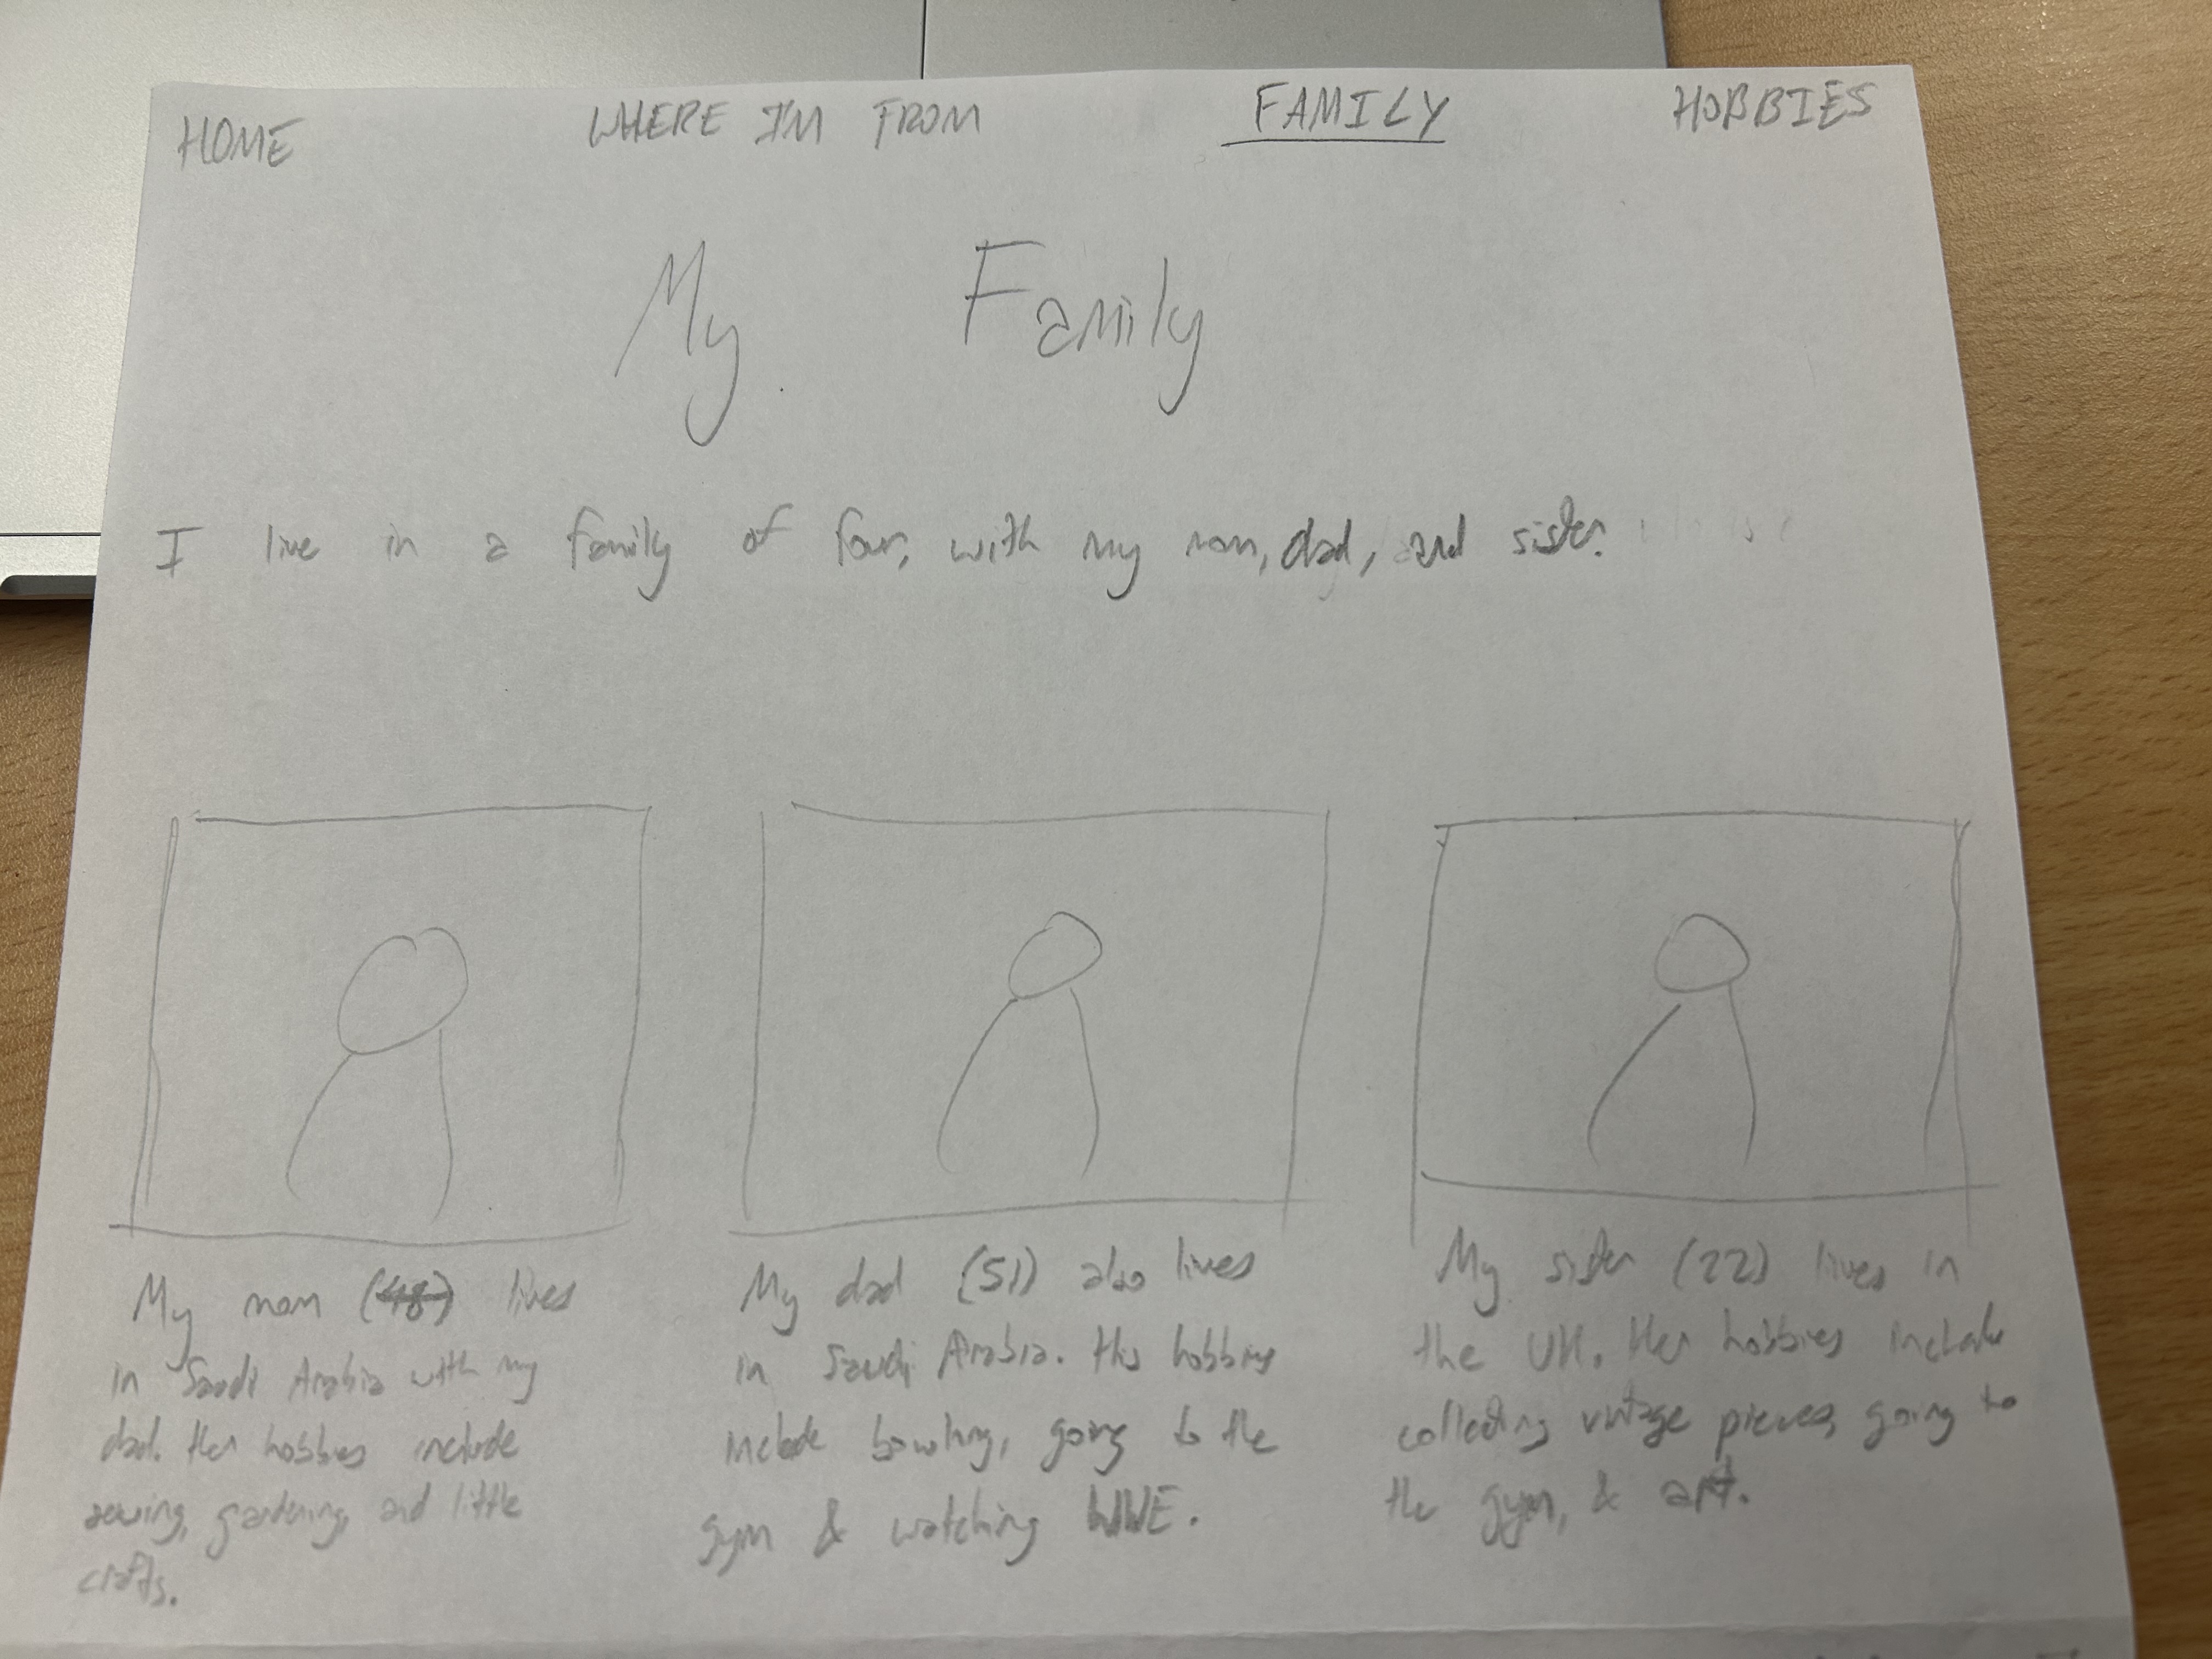 HOME WHERE IM FROM FAMILY HOBBIES
My Family
I live in a family of four, with my mom, dad, and sister.
My mom (48) lives
in Saudi Arabia with my
dad. Her hobbies include
sewing, gardening and little
crafts.
My dad (51) also lives
in Saudi Arabia. His hobbies
include bowling, going to the
gym & watching WWE.
My sister (22) lives in
the UK. Her hobbies include
collecting vintage pieces, going to
the gym, & art.